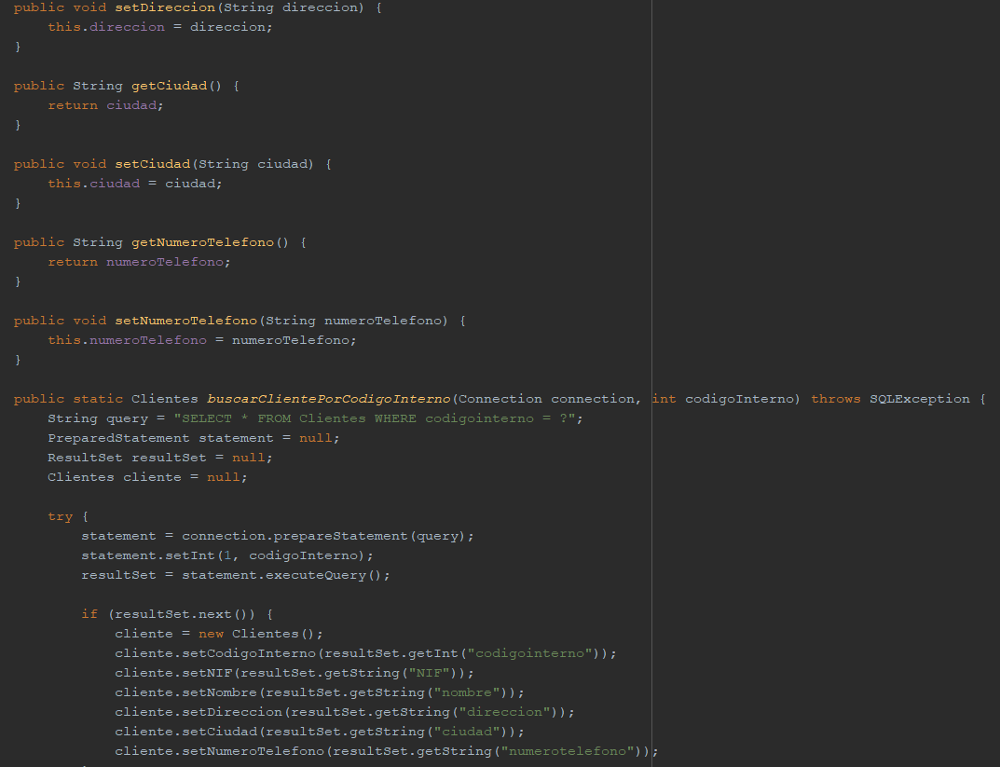 public void setDireccion(String direccion) {
    this.direccion = direccion;
}

public String getCiudad() {
    return ciudad;
}

public void setCiudad(String ciudad) {
    this.ciudad = ciudad;
}

public String getNumeroTelefono() {
    return numeroTelefono;
}

public void setNumeroTelefono(String numeroTelefono) {
    this.numeroTelefono = numeroTelefono;
}

public static Clientes buscarClientePorCodigoInterno(Connection connection, int codigoInterno) throws SQLException {
    String query = "SELECT * FROM Clientes WHERE codigointerno = ?";
    PreparedStatement statement = null;
    ResultSet resultSet = null;
    Clientes cliente = null;

    try {
        statement = connection.prepareStatement(query);
        statement.setInt(1, codigoInterno);
        resultSet = statement.executeQuery();

        if (resultSet.next()) {
            cliente = new Clientes();
            cliente.setCodigoInterno(resultSet.getInt("codigointerno"));
            cliente.setNIF(resultSet.getString("NIF"));
            cliente.setNombre(resultSet.getString("nombre"));
            cliente.setDireccion(resultSet.getString("direccion"));
            cliente.setCiudad(resultSet.getString("ciudad"));
            cliente.setNumeroTelefono(resultSet.getString("numerotelefono"));